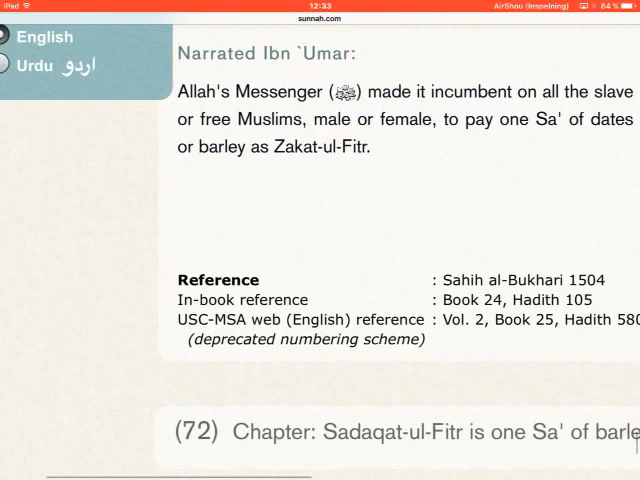 iPad 12:33 AirShou (Inspelning) 84 %
sunnah.com
English
Urdu اردو
Narrated Ibn `Umar:
Allah's Messenger (ﷺ) made it incumbent on all the slave
or free Muslims, male or female, to pay one Sa' of dates
or barley as Zakat-ul-Fitr.
Reference : Sahih al-Bukhari 1504
In-book reference : Book 24, Hadith 105
USC-MSA web (English) reference : Vol. 2, Book 25, Hadith 580
(deprecated numbering scheme)
(72) Chapter: Sadaqat-ul-Fitr is one Sa' of barle